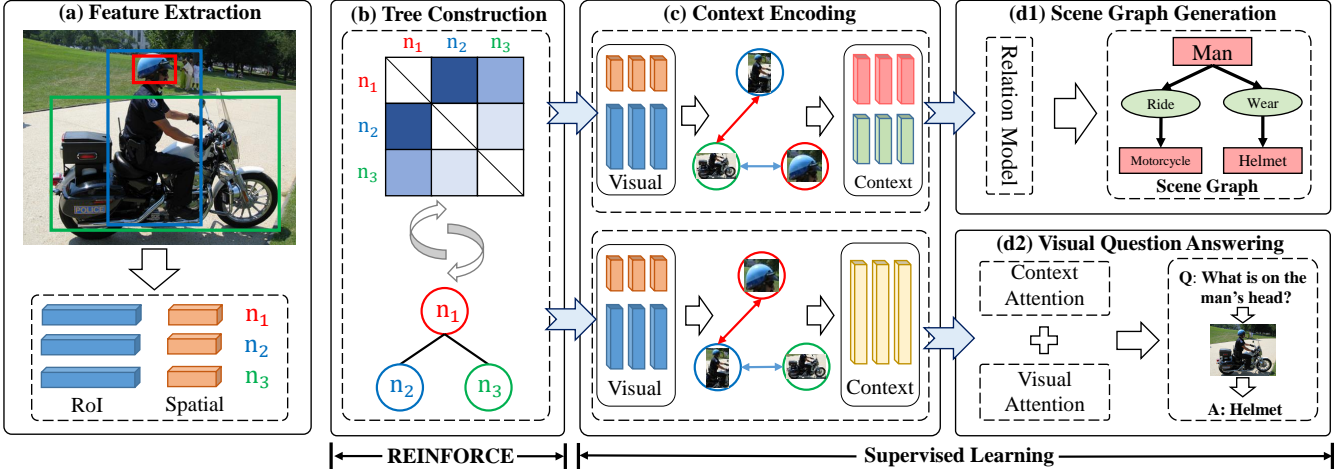 (a) Feature Extraction
POLICE
n1
n2
n3
RoI
Spatial
(b) Tree Construction
n1 n2 n3
n1
n2
n3
n1
n2 n3
REINFORCE
(c) Context Encoding
Visual
Context
Visual
Context
(d1) Scene Graph Generation
Relation Model
Man
Ride
Wear
Motorcycle
Helmet
Scene Graph
(d2) Visual Question Answering
Context
Attention
Visual
Attention
Q: What is on the
man's head?
A: Helmet
Supervised Learning